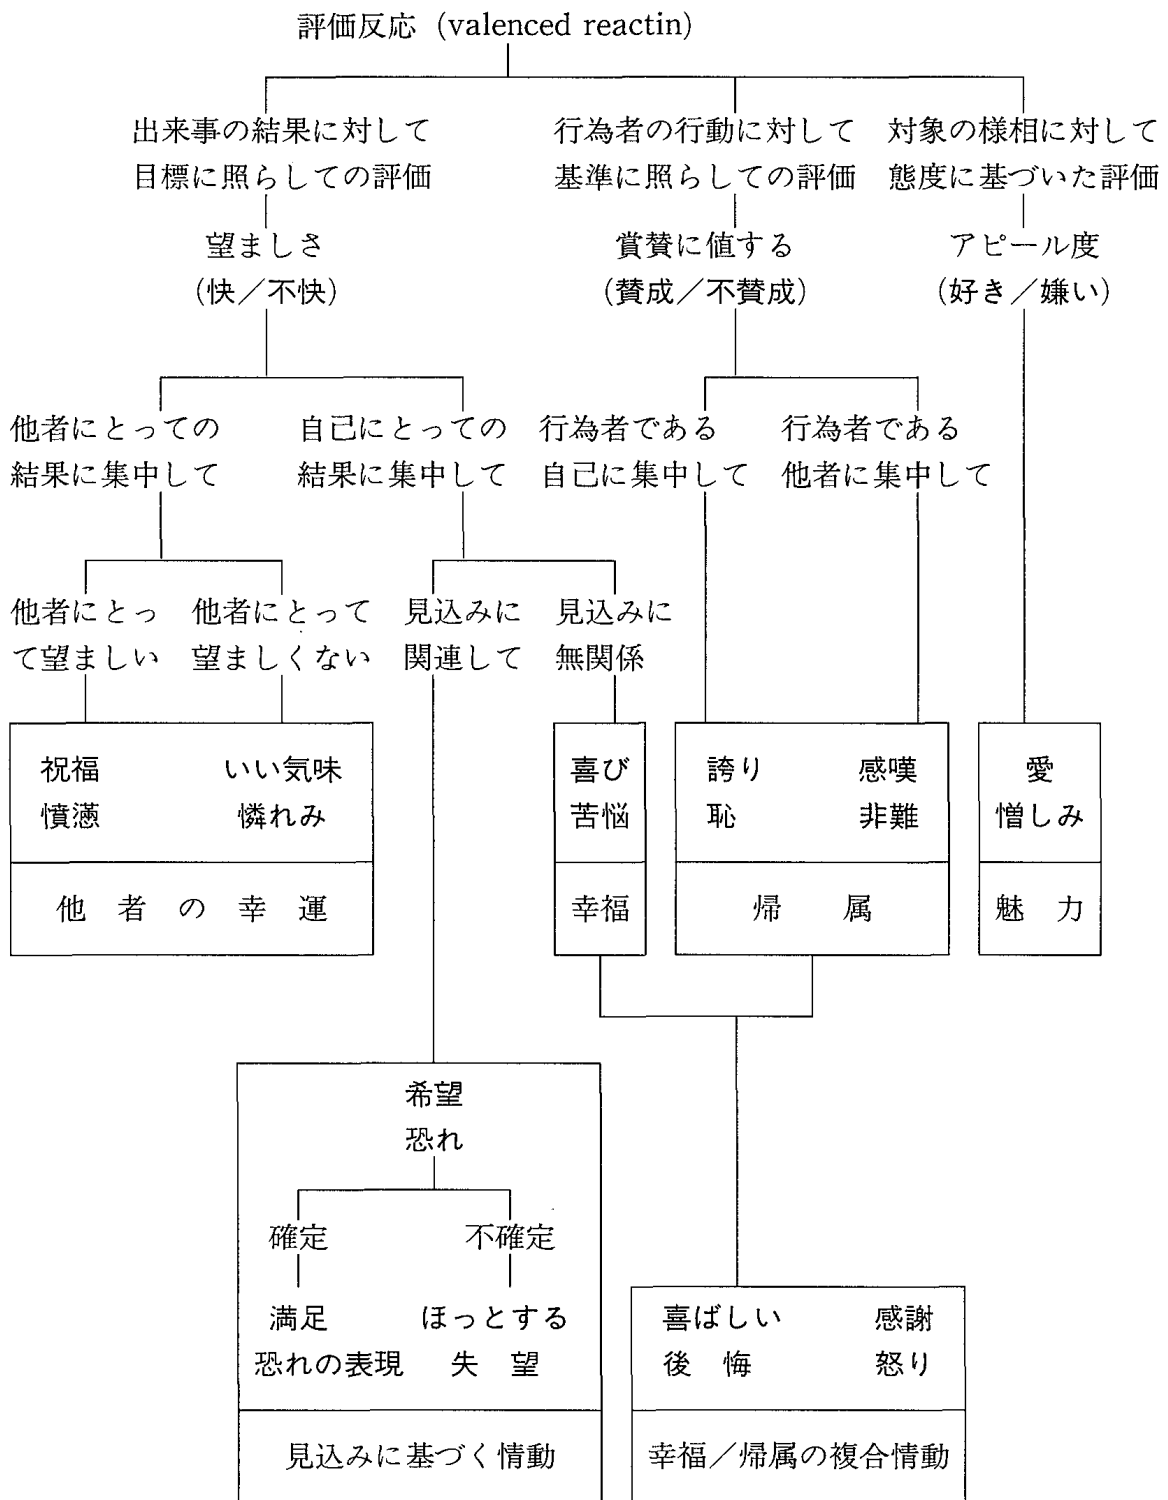 評価反応 (valenced reactin)
出来事の結果に対して
目標に照らしての評価
行為者の行動に対して
基準に照らしての評価
対象の様相に対して
態度に基づいた評価
望ましさ
(快／不快)
賞賛に値する
(賛成／不賛成)
アピール度
(好き／嫌い)
他者にとっての
結果に集中して
自己にとっての
結果に集中して
行為者である
自己に集中して
行為者である
他者に集中して
他者にとっ
て望ましい
他者にとって
望ましくない
見込みに
関連して
見込みに
無関係
祝福 いい気味
憤懣 憐れみ
他者の幸運
喜び
苦悩
幸福
誇り 感嘆
恥 非難
帰属
愛
憎しみ
魅力
希望
恐れ
確定 不確定
満足 ほっとする
恐れの表現 失望
見込みに基づく情動
喜ばしい 感謝
後悔 怒り
幸福／帰属の複合情動